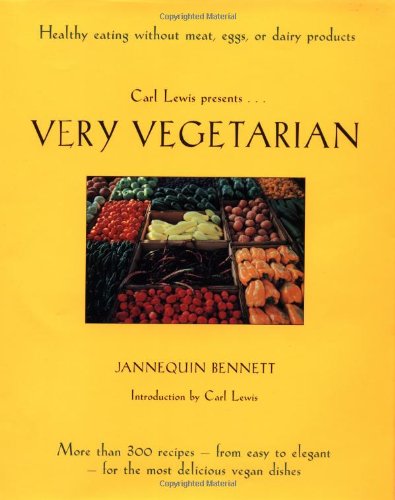 Healthy eating without meat, eggs, or dairy products
Carl Lewis presents . . .
VERY VEGETARIAN
JANNEQUIN BENNETT
Introduction by Carl Lewis
More than 300 recipes – from easy to elegant
– for the most delicious vegan dishes